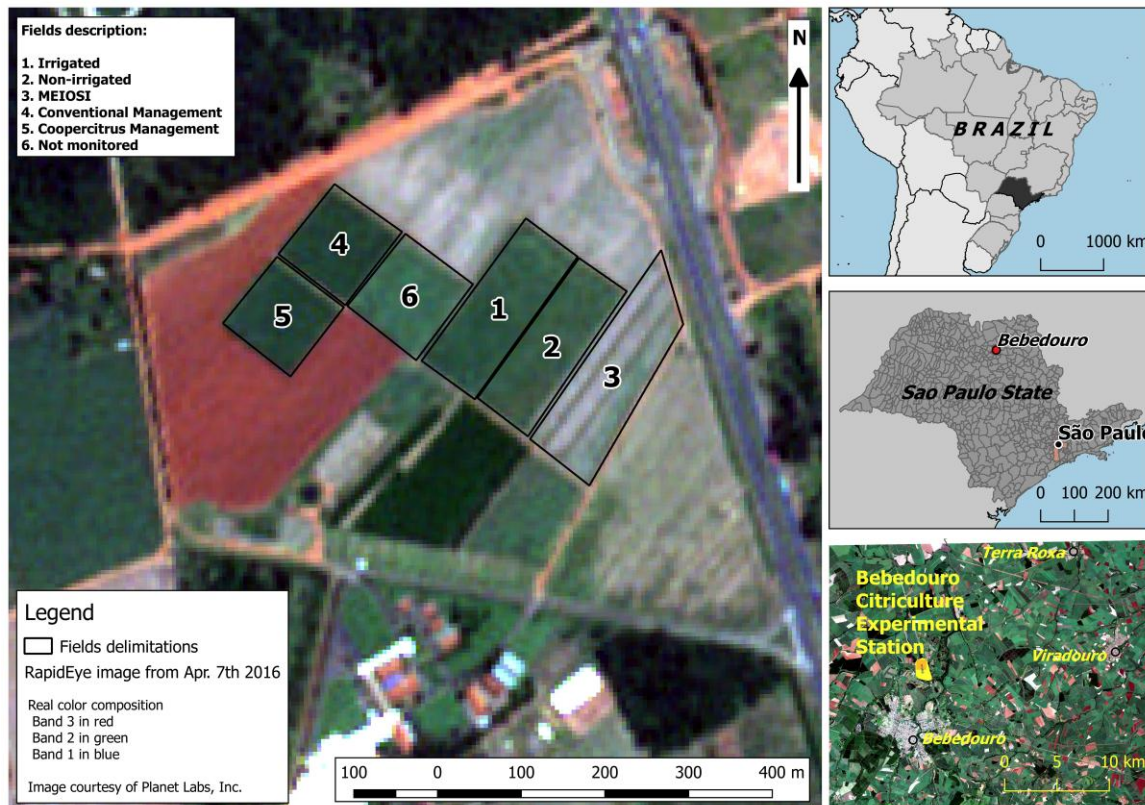 Fields description:
1. Irrigated
2. Non-irrigated
3. MEIOSI
4. Conventional Management
5. Coopercitrus Management
6. Not monitored
N
4
6
5
1
2
3
Legend
Fields delimitations
RapidEye image from Apr. 7th 2016
Real color composition
Band 3 in red
Band 2 in green
Band 1 in blue
Image courtesy of Planet Labs, Inc.
100 0 100 200 300 400 m
BRAZIL
0 1000 km
Bebedouro
Sao Paulo State
São Paulo
0 100 200 km
Terra Roxa
Bebedouro
Citriculture
Experimental
Station
Viradouro
Bebedouro
0 5 10 km